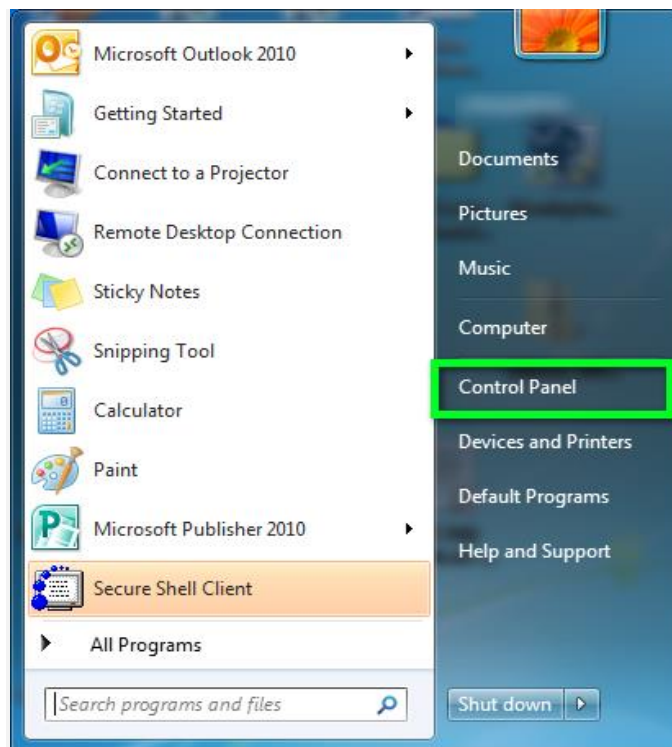 Microsoft Outlook 2010
Getting Started
Connect to a Projector
Remote Desktop Connection
Sticky Notes
Snipping Tool
Calculator
Paint
Microsoft Publisher 2010
Secure Shell Client
All Programs
Search programs and files
Documents
Pictures
Music
Computer
Control Panel
Devices and Printers
Default Programs
Help and Support
Shut down